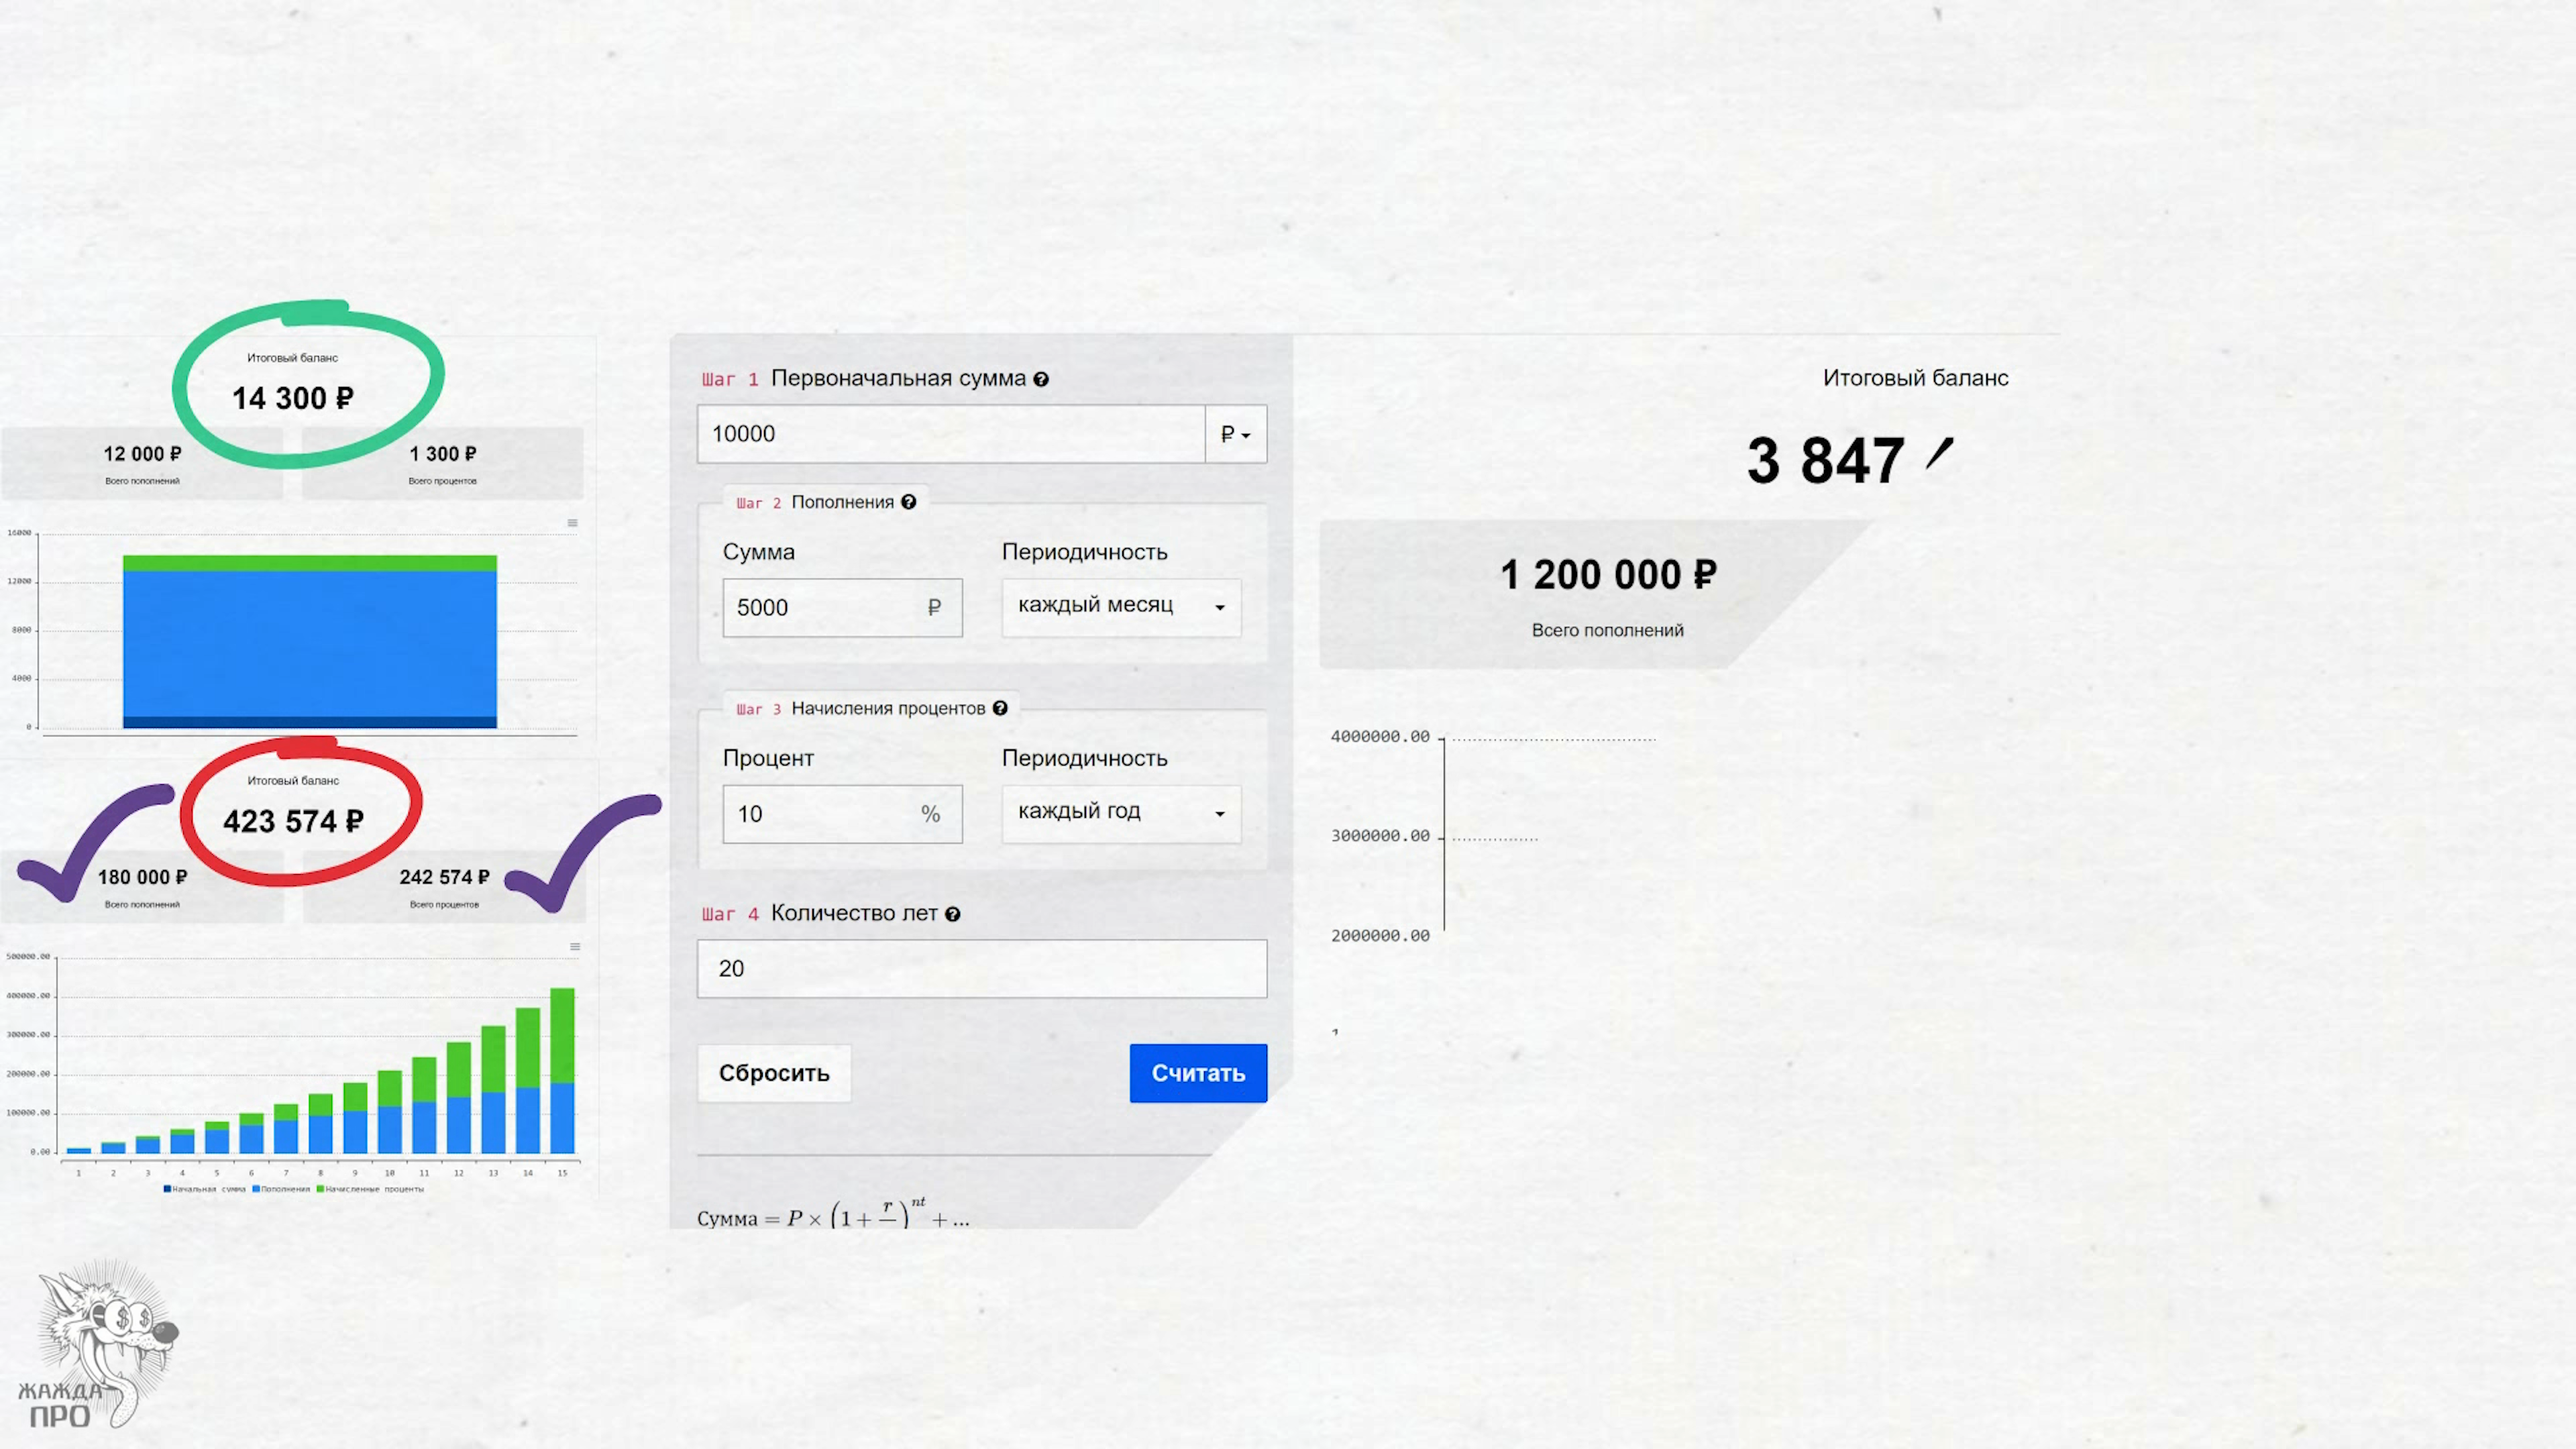 Итоговый баланс
14 300 ₽
12 000 ₽
Всего пополнений
1 300 ₽
Всего процентов
16000
12000
8000
4000
0
Итоговый баланс
423 574 ₽
180 000 ₽
Всего пополнений
242 574 ₽
Всего процентов
500000.00
400000.00
300000.00
200000.00
100000.00
0.00
1 2 3 4 5 6 7 8 9 10 11 12 13 14 15
Начальная сумма Пополнения Начисленные проценты
Шаг 1 Первоначальная сумма
10000 ₽
Шаг 2 Пополнения
Сумма Периодичность
5000 ₽ каждый месяц
Шаг 3 Начисления процентов
Процент Периодичность
10 % каждый год
Шаг 4 Количество лет
20
Сбросить Считать
Сумма = P × (1 + r)^nt + ...
Итоговый баланс
3 847
1 200 000 ₽
Всего пополнений
4000000.00
3000000.00
2000000.00
ЖАЖДА
ПРО